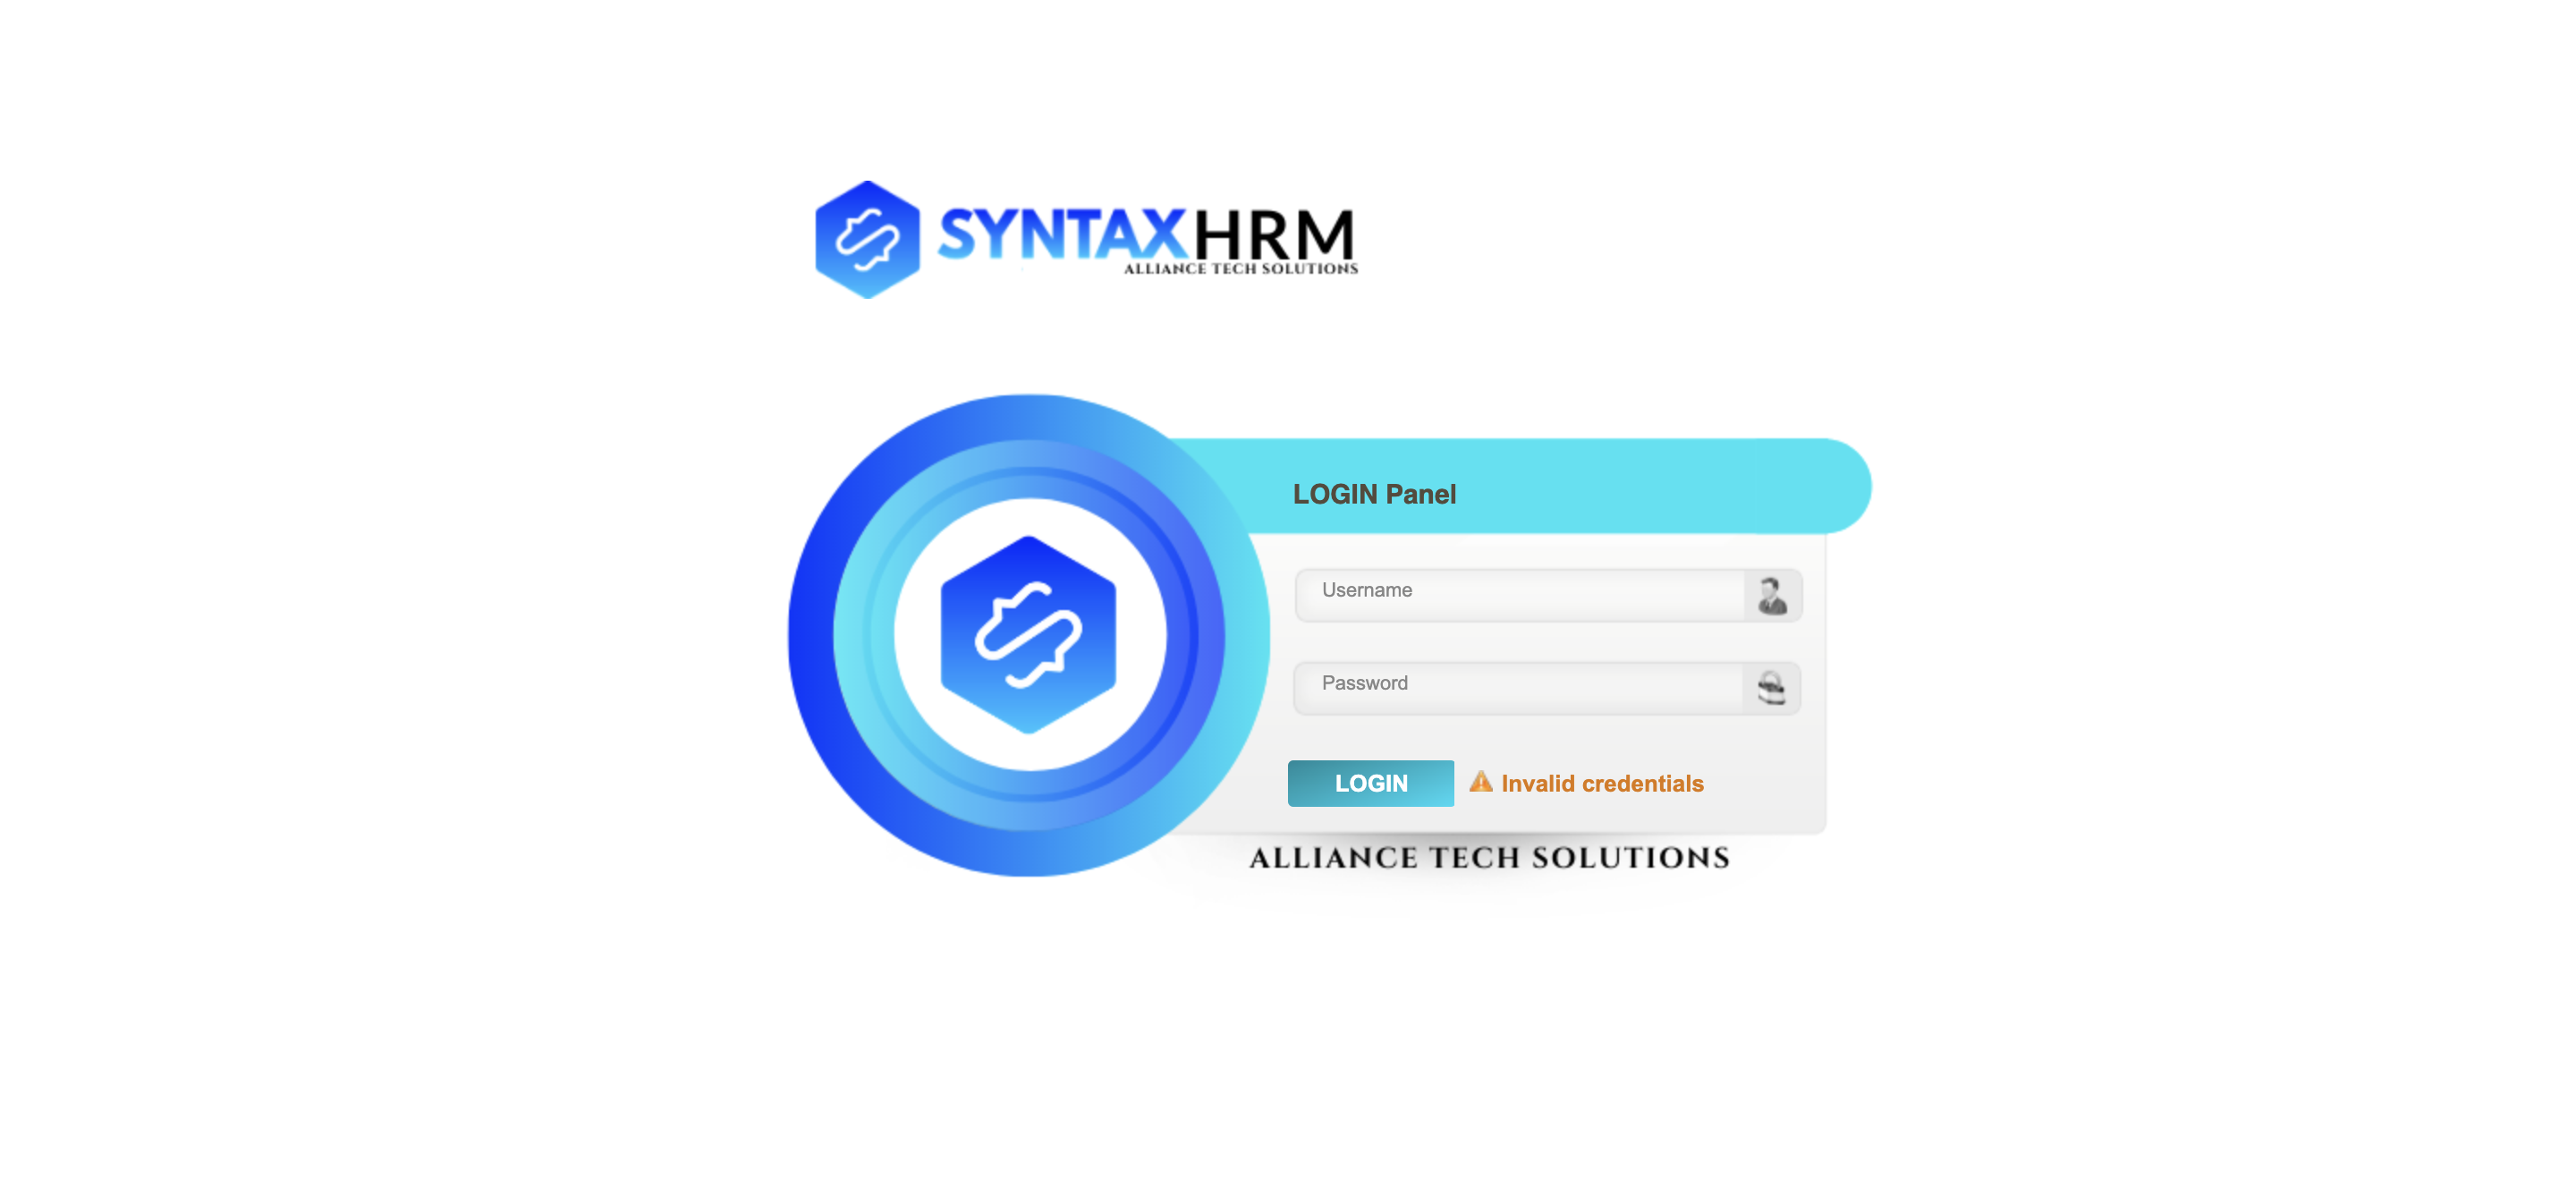 SYNTAXHRM
ALLIANCE TECH SOLUTIONS
LOGIN Panel
Username
Password
LOGIN
Invalid credentials
ALLIANCE TECH SOLUTIONS